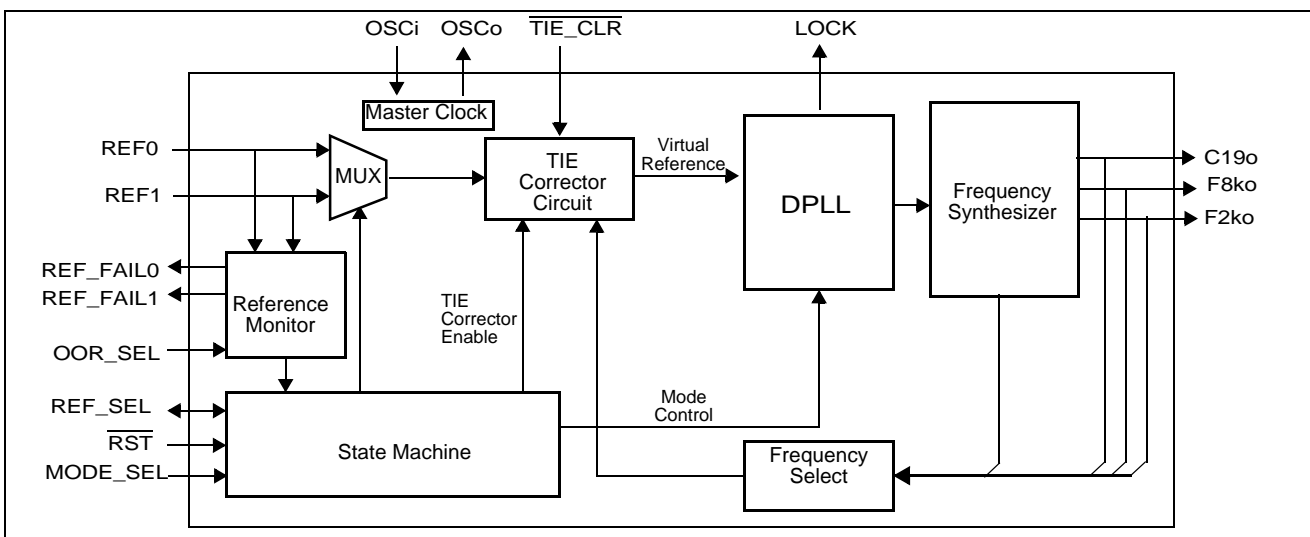 OSCi
OSCo
TIE_CLR
LOCK
Master Clock
REF0
REF1
MUX
TIE
Corrector
Circuit
Virtual
Reference
DPLL
Frequency
Synthesizer
C19o
F8ko
F2ko
REF_FAIL0
REF_FAIL1
OOR_SEL
Reference
Monitor
TIE
Corrector
Enable
REF_SEL
RST
MODE_SEL
State Machine
Mode
Control
Frequency
Select